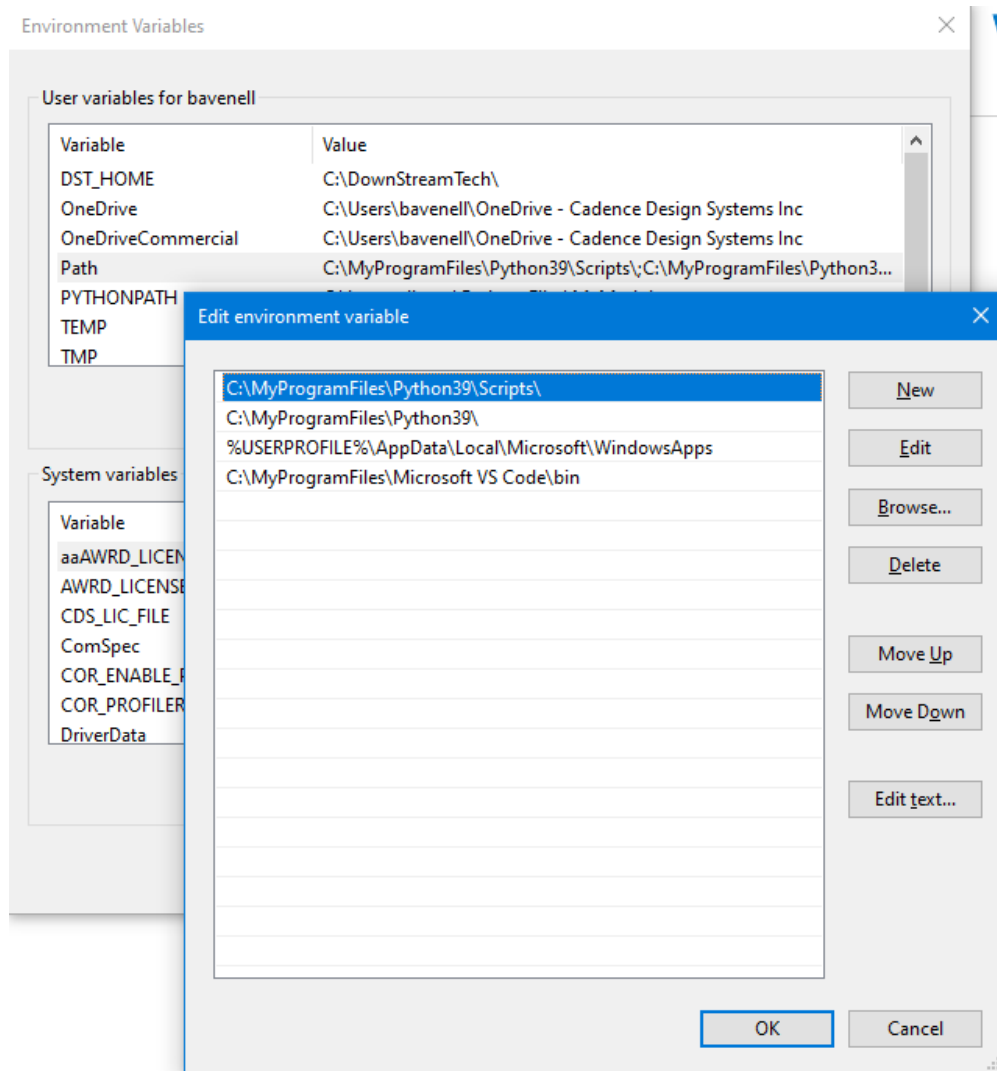 Environment Variables
User variables for bavenell
Variable Value
DST_HOME C:\DownStreamTech\
OneDrive C:\Users\bavenell\OneDrive - Cadence Design Systems Inc
OneDriveCommercial C:\Users\bavenell\OneDrive - Cadence Design Systems Inc
Path C:\MyProgramFiles\Python39\Scripts\;C:\MyProgramFiles\Python3...
PYTHONPATH
TEMP
TMP
System variables
Variable
aaAWRD_LICEN
AWRD_LICENSE
CDS_LIC_FILE
ComSpec
COR_ENABLE_P
COR_PROFILER
DriverData
Edit environment variable
C:\MyProgramFiles\Python39\Scripts\
C:\MyProgramFiles\Python39\
%USERPROFILE%\AppData\Local\Microsoft\WindowsApps
C:\MyProgramFiles\Microsoft VS Code\bin
New
Edit
Browse...
Delete
Move Up
Move Down
Edit text...
OK Cancel